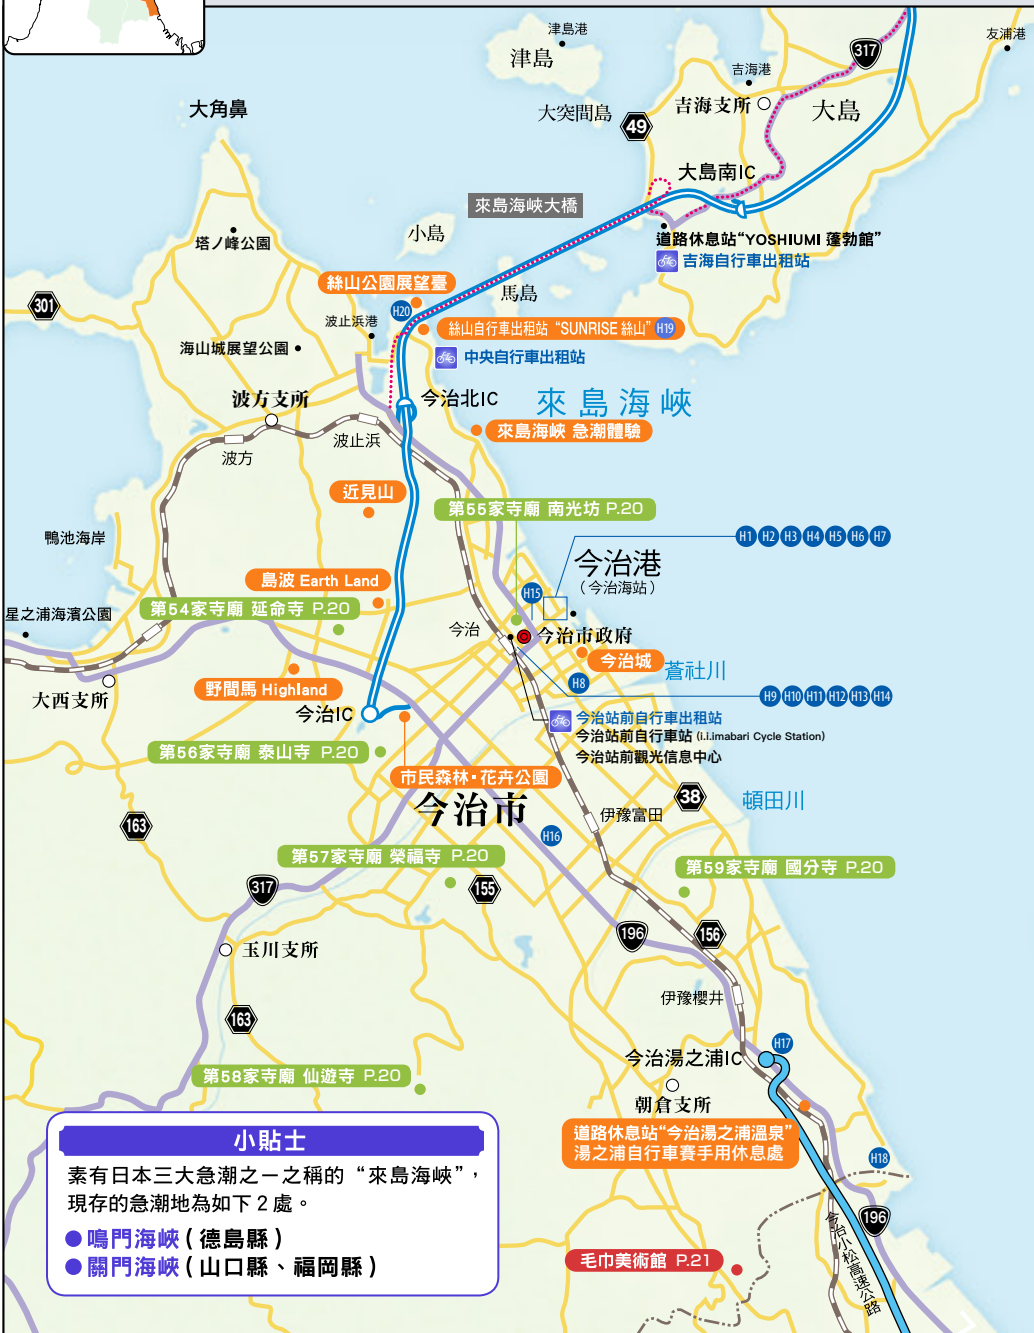 津島港
友浦港
317
津島
吉海港
吉海支所
大島
大角鼻
大突間島
49
大島南IC
來島海峽大橋
小島
塔ノ峰公園
道路休息站“YOSHIUMI 蓬勃館”
吉海自行車出租站
絲山公園展望臺
馬島
301
H20
波止浜港
絲山自行車出租站 “SUNRISE 絲山” H19
海山城展望公園
中央自行車出租站
波方支所
今治北IC
來島海峽
來島海峽 急潮體驗
波止浜
波方
近見山
第55家寺廟 南光坊 P.20
鴨池海岸
H1 H2 H3 H4 H5 H6 H7
今治港
(今治海站)
島波 Earth Land
H15
第54家寺廟 延命寺 P.20
星之浦海濱公園
今治
今治市政府
今治城
蒼社川
大西支所
野間馬 Highland
H8
H9 H10 H11 H12 H13 H14
今治IC
今治站前自行車出租站
今治站前自行車站 (i.i.imabari Cycle Station)
今治站前觀光信息中心
第56家寺廟 泰山寺 P.20
市民森林・花卉公園
今治市
38
頓田川
163
伊豫富田
H16
第57家寺廟 榮福寺 P.20
第59家寺廟 國分寺 P.20
317
155
196
156
玉川支所
伊豫櫻井
163
H17
今治湯之浦IC
第58家寺廟 仙遊寺 P.20
朝倉支所
道路休息站“今治湯之浦溫泉”
湯之浦自行車賽手用休息處
H18
小貼士
素有日本三大急潮之一之稱的“來島海峽”,
現存的急潮地為如下2處。
●鳴門海峽(德島縣)
●關門海峽(山口縣、福岡縣)
196
今治小松高速公路
毛巾美術館 P.21